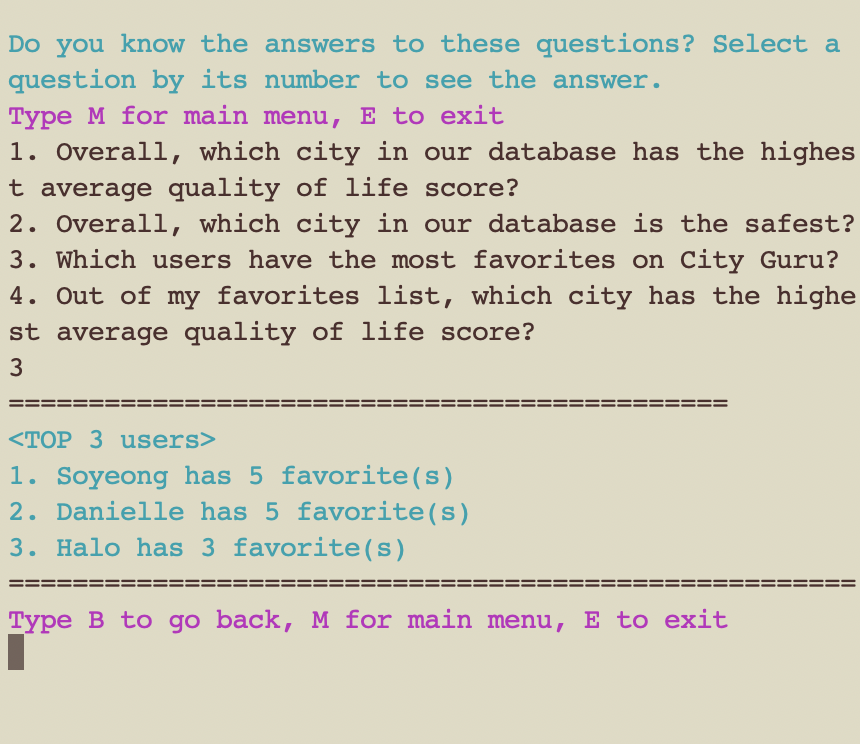 Do you know the answers to these questions? Select a
question by its number to see the answer.
Type M for main menu, E to exit
1. Overall, which city in our database has the highes
t average quality of life score?
2. Overall, which city in our database is the safest?
3. Which users have the most favorites on City Guru?
4. Out of my favorites list, which city has the highe
st average quality of life score?
3
=============================================
<TOP 3 users>
1. Soyeong has 5 favorite(s)
2. Danielle has 5 favorite(s)
3. Halo has 3 favorite(s)
=====================================================
Type B to go back, M for main menu, E to exit